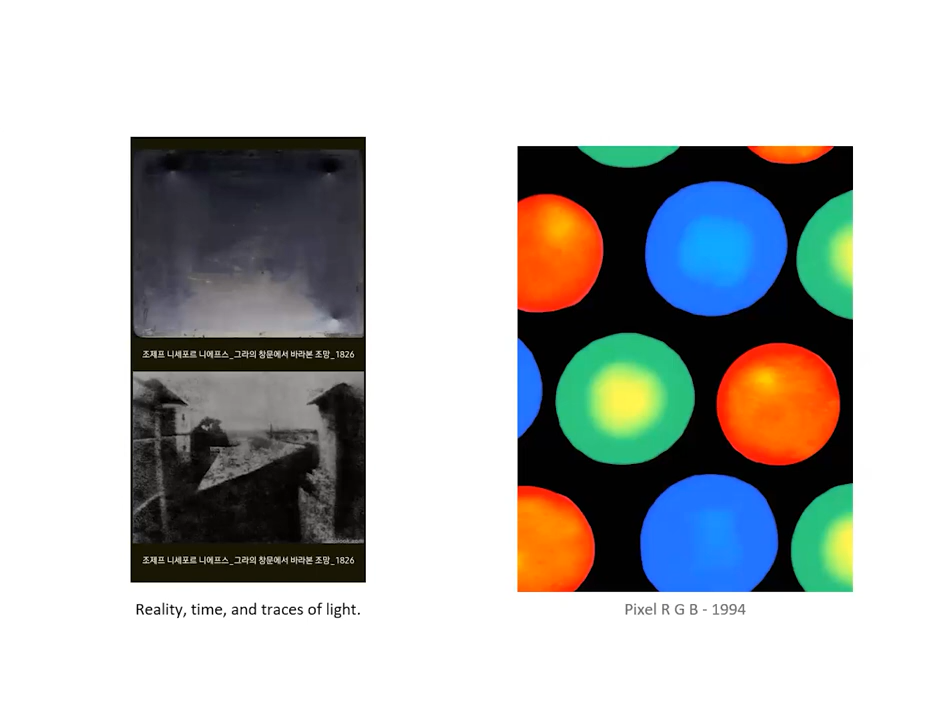 조제프 니세포르 니에프스_그라의 창문에서 바라본 조망_1826
조제프 니세포르 니에프스_그라의 창문에서 바라본 조망_1826
Reality, time, and traces of light.
Pixel R G B - 1994